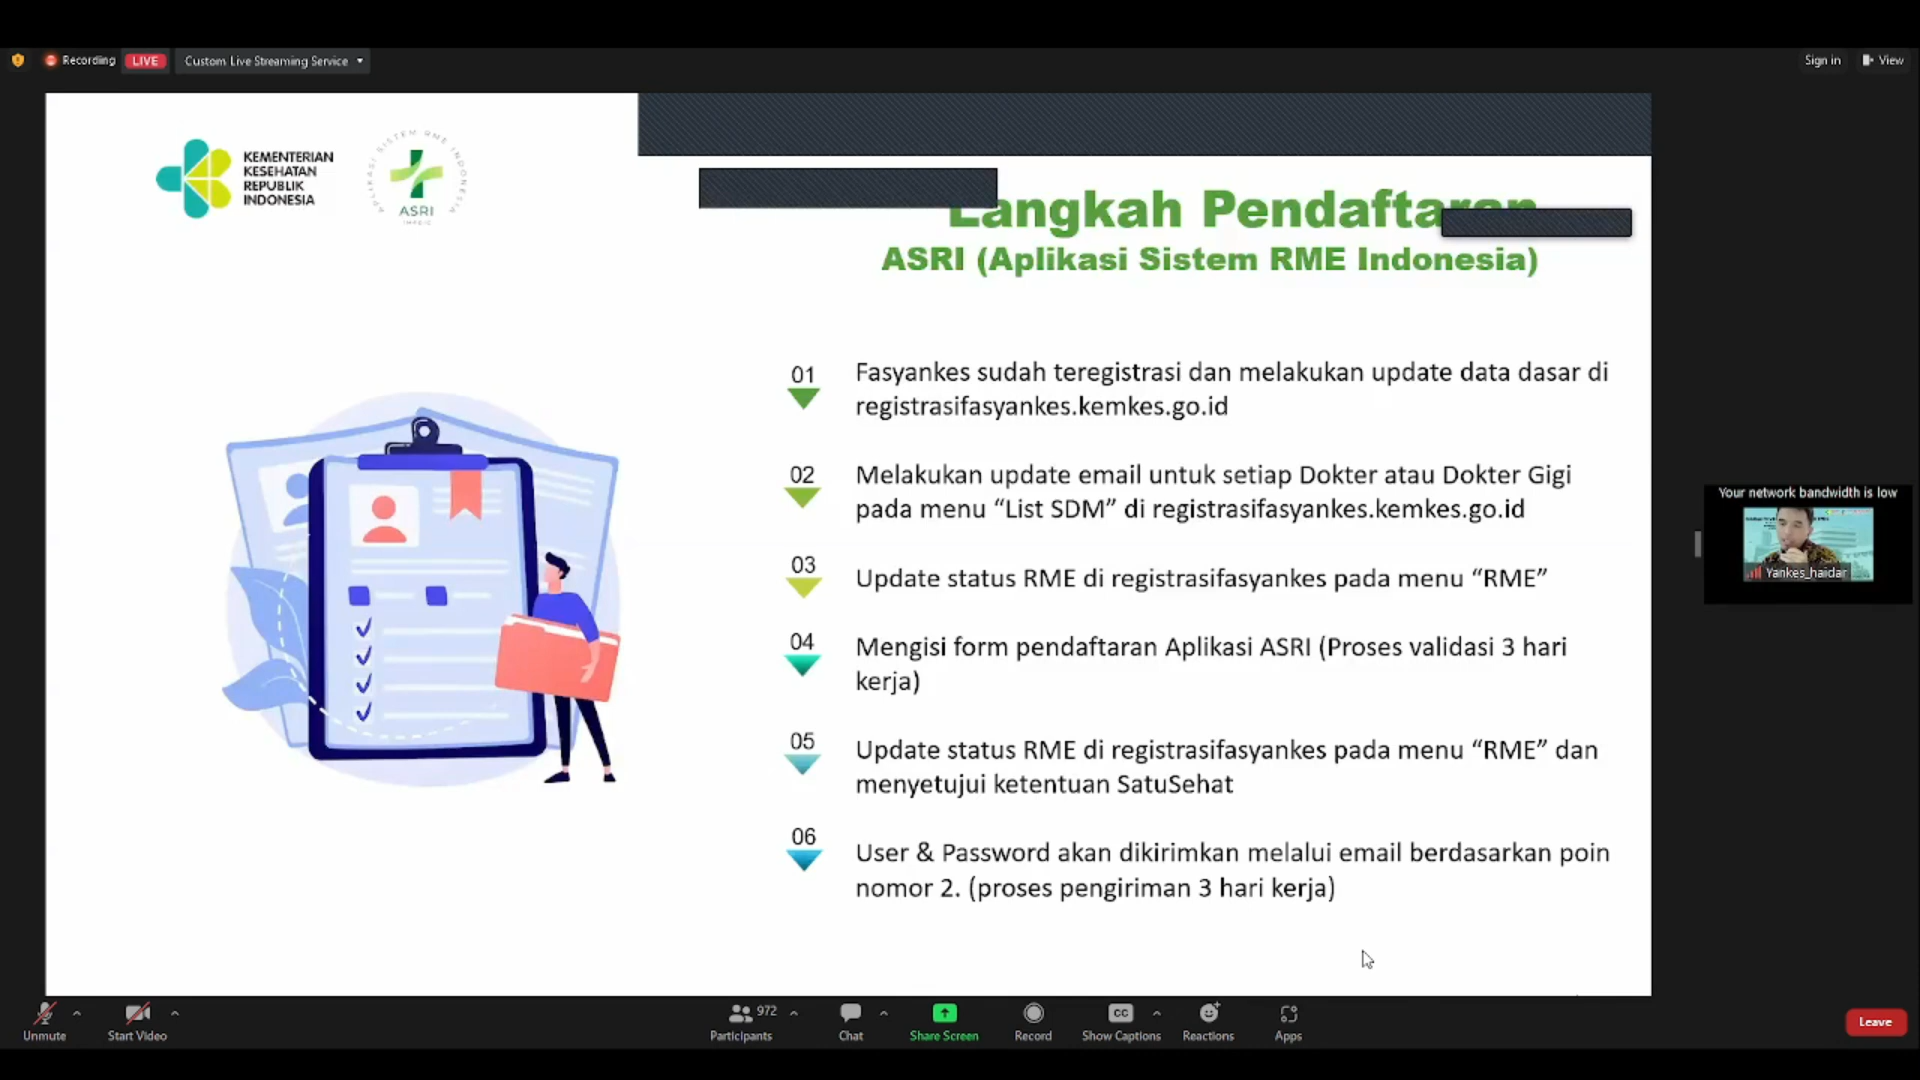 Recording
LIVE
Custom Live Streaming Service
Sign in
View
KEMENTERIAN
KESEHATAN
REPUBLIK
INDONESIA
APLIKASI SISTEM RME INDONESIA
ASRI
Langkah Pendaftaran
ASRI (Aplikasi Sistem RME Indonesia)
01
Fasyankes sudah teregistrasi dan melakukan update data dasar di
registrasifasyankes.kemkes.go.id
02
Melakukan update email untuk setiap Dokter atau Dokter Gigi
pada menu “List SDM” di registrasifasyankes.kemkes.go.id
03
Update status RME di registrasifasyankes pada menu “RME”
04
Mengisi form pendaftaran Aplikasi ASRI (Proses validasi 3 hari
kerja)
05
Update status RME di registrasifasyankes pada menu “RME” dan
menyetujui ketentuan SatuSehat
06
User & Password akan dikirimkan melalui email berdasarkan poin
nomor 2. (proses pengiriman 3 hari kerja)
Your network bandwidth is low
Yankes_haidar
Unmute
Start Video
972
Participants
Chat
Share Screen
Record
CC
Show Captions
Reactions
Apps
Leave